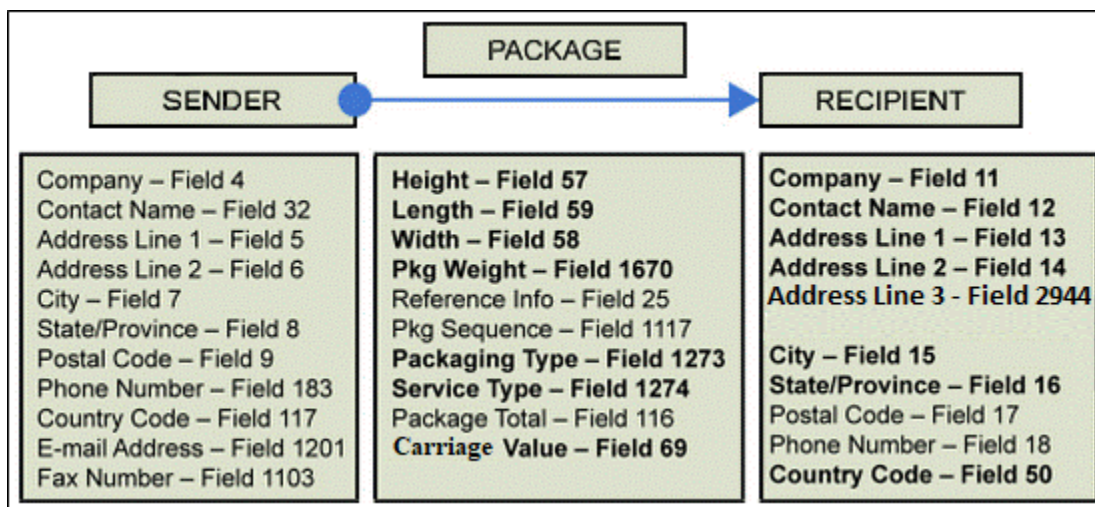 PACKAGE
SENDER
RECIPIENT
Company – Field 4
Contact Name – Field 32
Address Line 1 – Field 5
Address Line 2 – Field 6
City – Field 7
State/Province – Field 8
Postal Code – Field 9
Phone Number – Field 183
Country Code – Field 117
E-mail Address – Field 1201
Fax Number – Field 1103
Height – Field 57
Length – Field 59
Width – Field 58
Pkg Weight – Field 1670
Reference Info – Field 25
Pkg Sequence – Field 1117
Packaging Type – Field 1273
Service Type – Field 1274
Package Total – Field 116
Carriage Value – Field 69
Company – Field 11
Contact Name – Field 12
Address Line 1 – Field 13
Address Line 2 – Field 14
Address Line 3 - Field 2944
City – Field 15
State/Province – Field 16
Postal Code – Field 17
Phone Number – Field 18
Country Code – Field 50